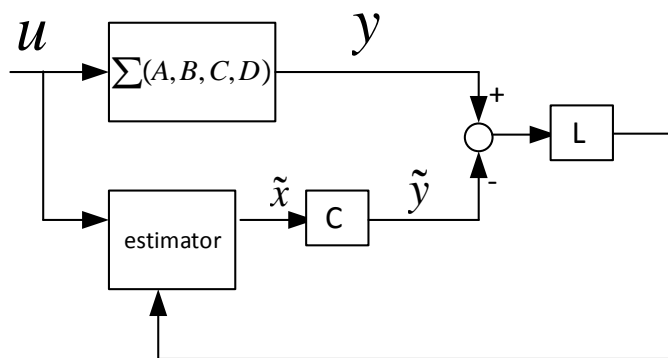 u
y
∑(A, B, C, D)
+
L
x̃
ỹ
-
C
estimator